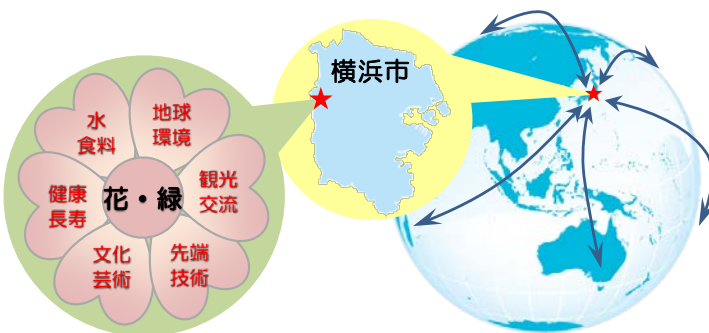 横浜市
水
食料
地球
環境
健康
長寿
花・緑
観光
交流
文化
芸術
先端
技術